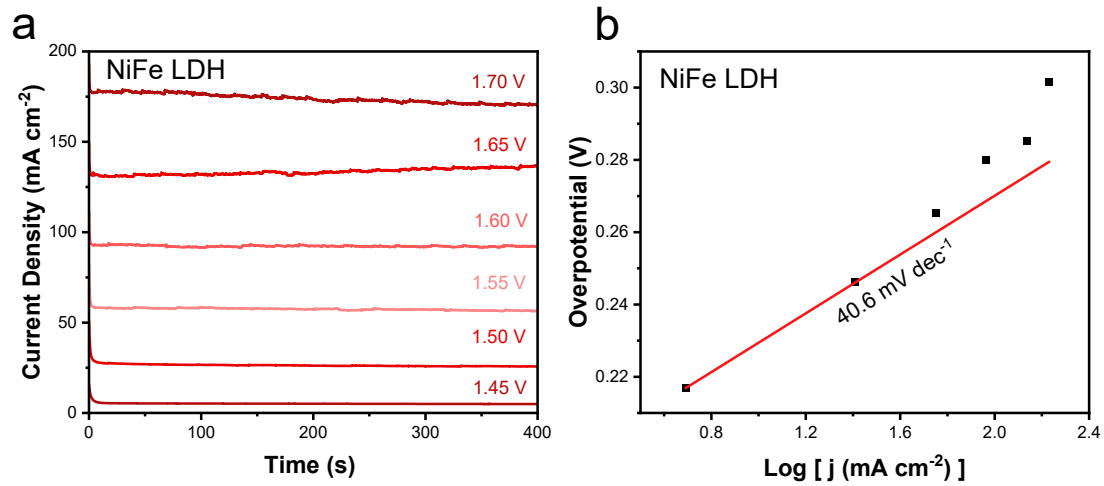 a
NiFe LDH
1.70 V
1.65 V
1.60 V
1.55 V
1.50 V
1.45 V
200
150
100
50
0
0 100 200 300 400
Current Density (mA cm⁻²)
Time (s)
b
NiFe LDH
40.6 mV dec⁻¹
0.30
0.28
0.26
0.24
0.22
0.8 1.2 1.6 2.0 2.4
Overpotential (V)
Log [ j (mA cm⁻²) ]